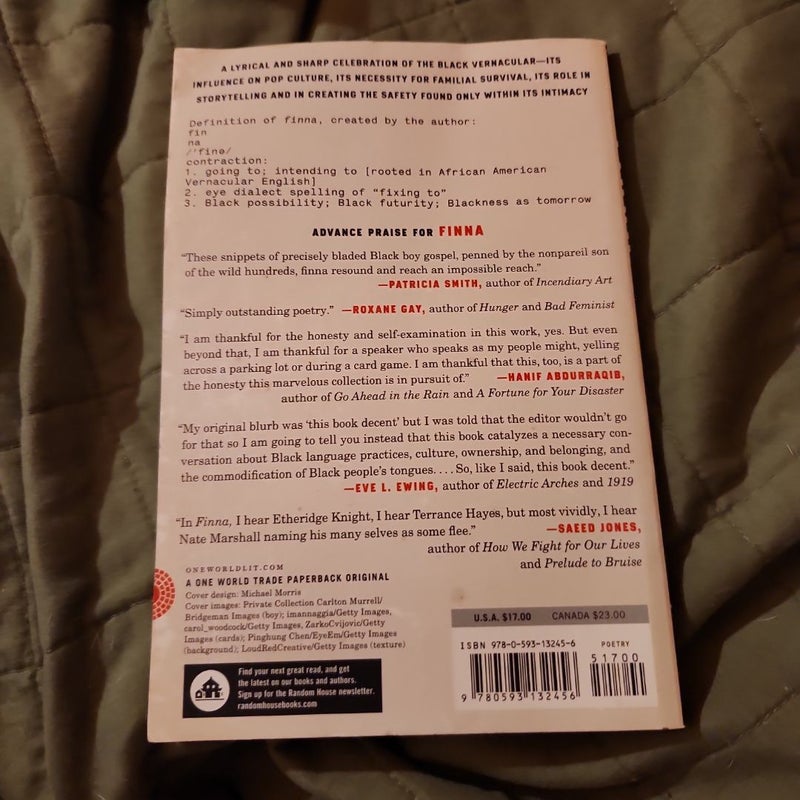 A LYRICAL AND SHARP CELEBRATION OF THE BLACK VERNACULAR—ITS
INFLUENCE ON POP CULTURE, ITS NECESSITY FOR FAMILIAL SURVIVAL, ITS ROLE IN
STORYTELLING AND IN CREATING THE SAFETY FOUND ONLY WITHIN ITS INTIMACY
Definition of finna, created by the author:
fin
na
/ˈfinə/
contraction:
1. going to; intending to [rooted in African American
Vernacular English]
2. eye dialect spelling of "fixing to"
3. Black possibility; Black futurity; Blackness as tomorrow
ADVANCE PRAISE FOR FINNA
"These snippets of precisely bladed Black boy gospel, penned by the nonpareil son
of the wild hundreds, finna resound and reach an impossible reach."
—PATRICIA SMITH, author of Incendiary Art
"Simply outstanding poetry." —ROXANE GAY, author of Hunger and Bad Feminist
"I am thankful for the honesty and self-examination in this work, yes. But even
beyond that, I am thankful for a speaker who speaks as my people might, yelling
across a parking lot or during a card game. I am thankful that this, too, is a part of
the honesty this marvelous collection is in pursuit of." —HANIF ABDURRAQIB,
author of Go Ahead in the Rain and A Fortune for Your Disaster
"My original blurb was 'this book decent' but I was told that the editor wouldn't go
for that so I am going to tell you instead that this book catalyzes a necessary con-
versation about Black language practices, culture, ownership, and belonging, and
the commodification of Black people's tongues. . . . So, like I said, this book decent."
—EVE L. EWING, author of Electric Arches and 1919
"In Finna, I hear Etheridge Knight, I hear Terrance Hayes, but most vividly, I hear
Nate Marshall naming his many selves as some flee." —SAEED JONES,
author of How We Fight for Our Lives
and Prelude to Bruise
ONEWORLDLIT.COM
A ONE WORLD TRADE PAPERBACK ORIGINAL
Cover design: Michael Morris
Cover images: Private Collection Carlton Murrell/
Bridgeman Images (boy); imannaggia/Getty Images,
carol_woodcock/Getty Images, ZarkoCvijovic/Getty
Images (cards); Pinghung Chen/EyeEm/Getty Images
(background); LoudRedCreative/Getty Images (texture)
Find your next great read, and get
the latest on our books and authors.
Sign up for the Random House newsletter.
randomhousebooks.com
U.S.A. $17.00 CANADA $23.00
ISBN 978-0-593-13245-6 POETRY
51700
9 780593 132456